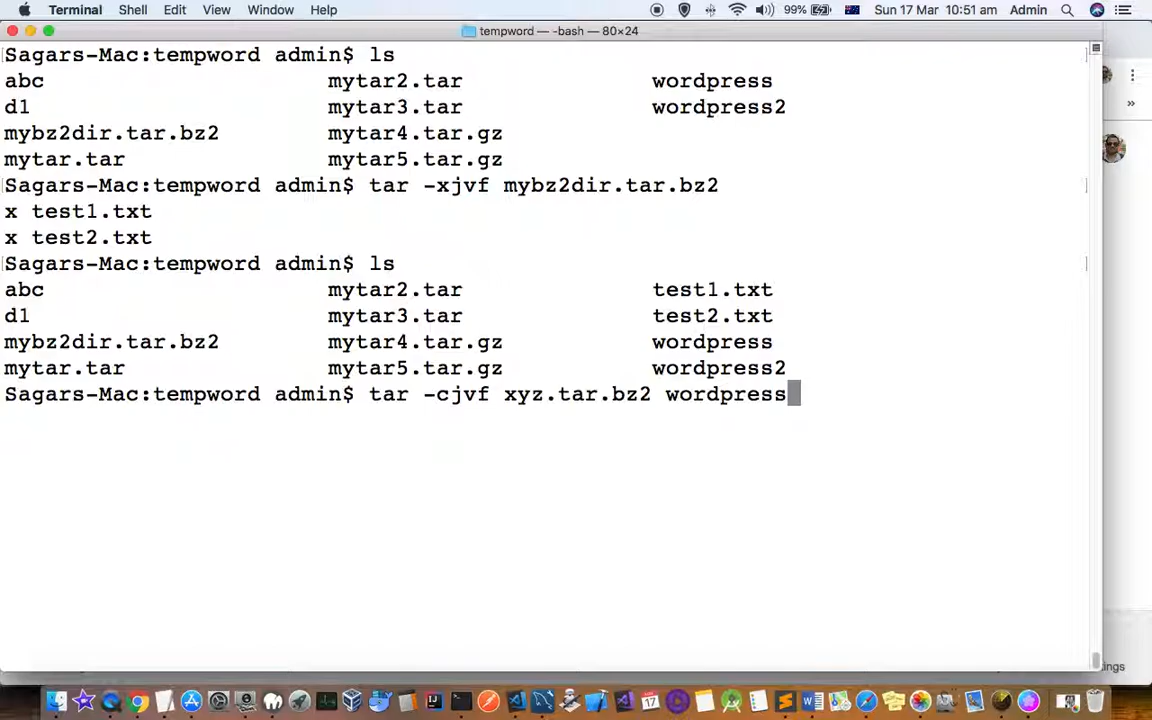 Terminal Shell Edit View Window Help 99% Sun 17 Mar 10:51 am Admin
tempword — -bash — 80×24
Sagars-Mac:tempword admin$ ls
abc mytar2.tar wordpress
d1 mytar3.tar wordpress2
mybz2dir.tar.bz2 mytar4.tar.gz
mytar.tar mytar5.tar.gz
Sagars-Mac:tempword admin$ tar -xjvf mybz2dir.tar.bz2
x test1.txt
x test2.txt
Sagars-Mac:tempword admin$ ls
abc mytar2.tar test1.txt
d1 mytar3.tar test2.txt
mybz2dir.tar.bz2 mytar4.tar.gz wordpress
mytar.tar mytar5.tar.gz wordpress2
Sagars-Mac:tempword admin$ tar -cjvf xyz.tar.bz2 wordpress
tings
17